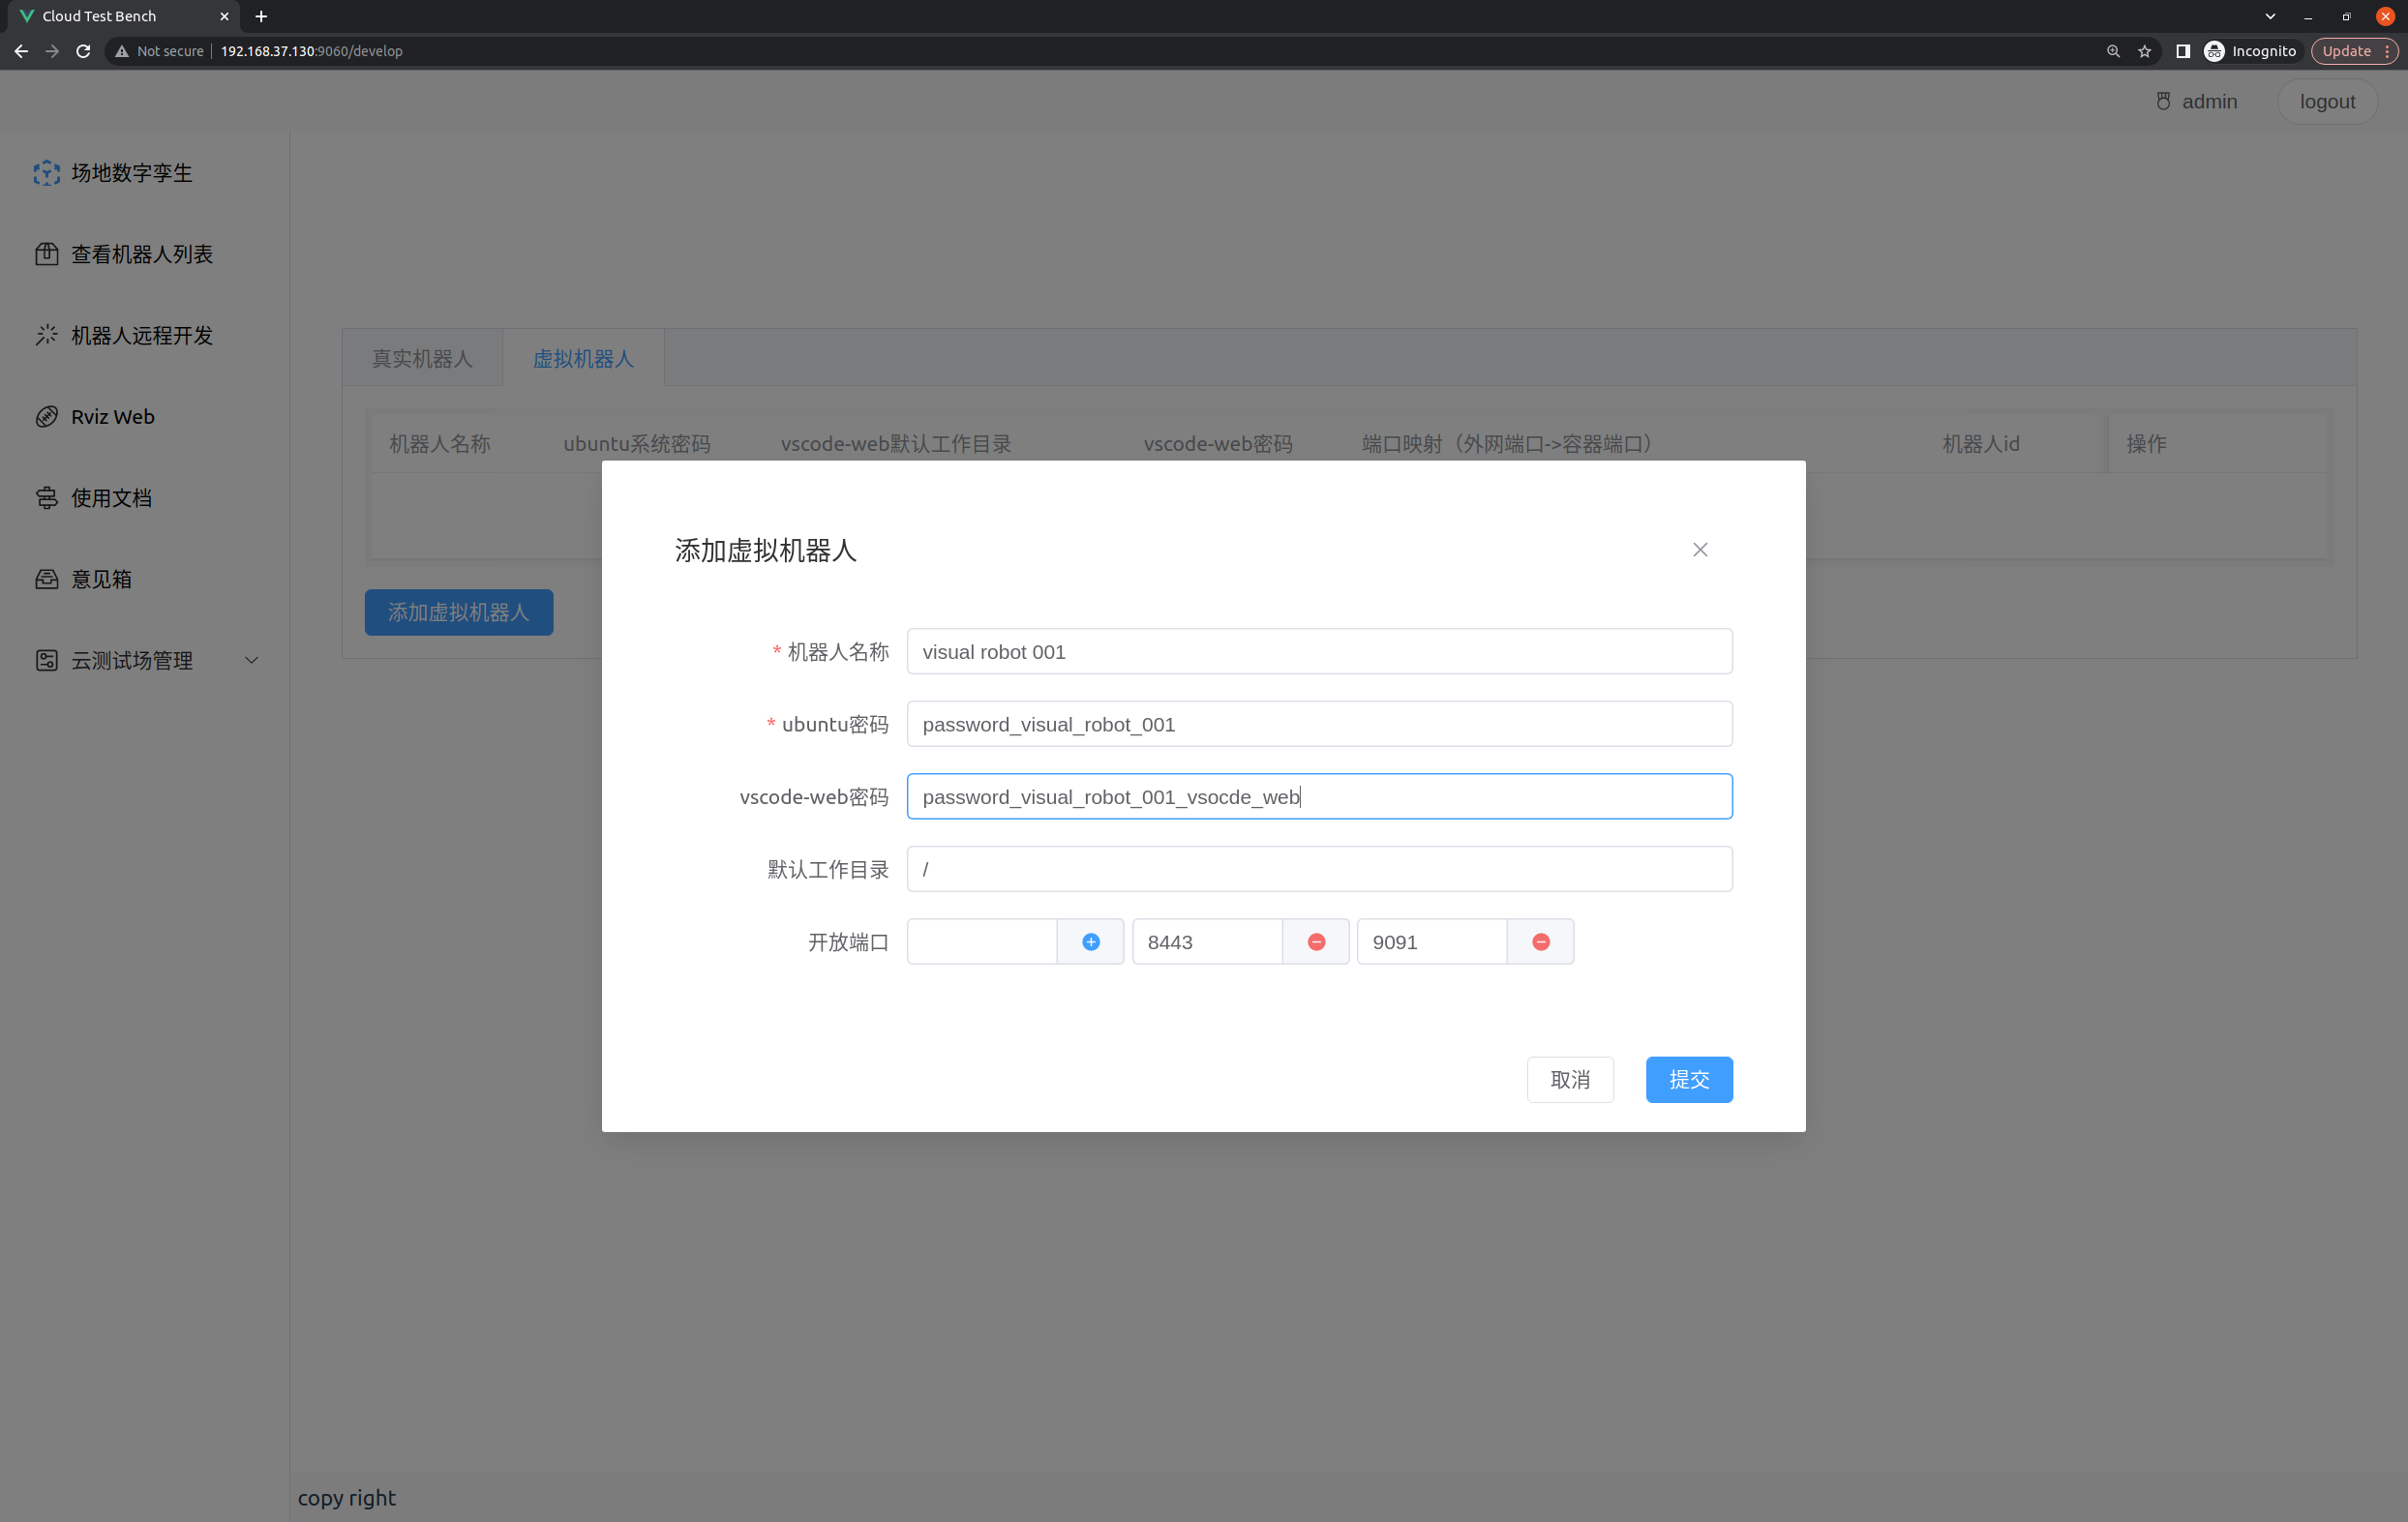 Cloud Test Bench
Not secure 192.168.37.130:9060/develop Incognito Update
admin logout
场地数字孪生
查看机器人列表
机器人远程开发
Rviz Web
使用文档
意见箱
云测试场管理
真实机器人 虚拟机器人
机器人名称 ubuntu系统密码 vscode-web默认工作目录 vscode-web密码 端口映射（外网端口->容器端口） 机器人id 操作
添加虚拟机器人
添加虚拟机器人
* 机器人名称 visual robot 001
* ubuntu密码 password_visual_robot_001
vscode-web密码 password_visual_robot_001_vsocde_web
默认工作目录 /
开放端口 8443 9091
取消 提交
copy right